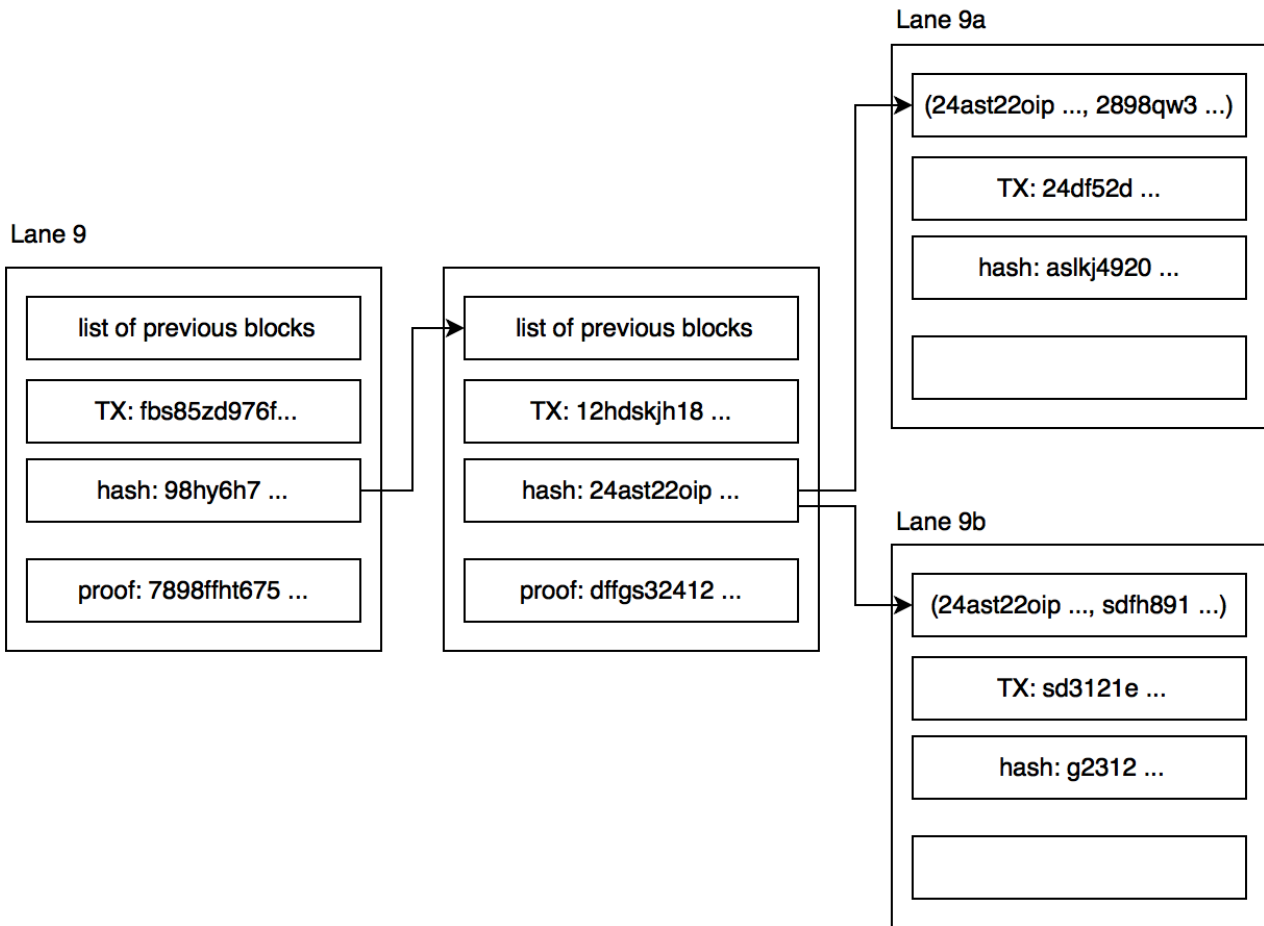 Lane 9
list of previous blocks
TX: fbs85zd976f...
hash: 98hy6h7 ...
proof: 7898ffht675 ...
list of previous blocks
TX: 12hdskjh18 ...
hash: 24ast22oip ...
proof: dffgs32412 ...
Lane 9a
(24ast22oip ..., 2898qw3 ...)
TX: 24df52d ...
hash: aslkj4920 ...
Lane 9b
(24ast22oip ..., sdfh891 ...)
TX: sd3121e ...
hash: g2312 ...